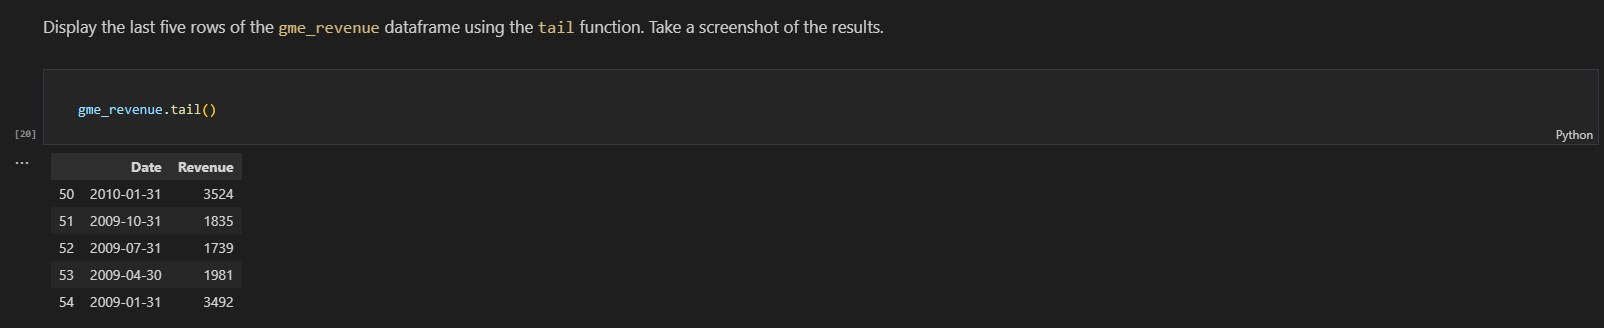 Display the last five rows of the gme_revenue dataframe using the tail function. Take a screenshot of the results.
gme_revenue.tail()
[20]
Python
...
Date Revenue
50 2010-01-31 3524
51 2009-10-31 1835
52 2009-07-31 1739
53 2009-04-30 1981
54 2009-01-31 3492